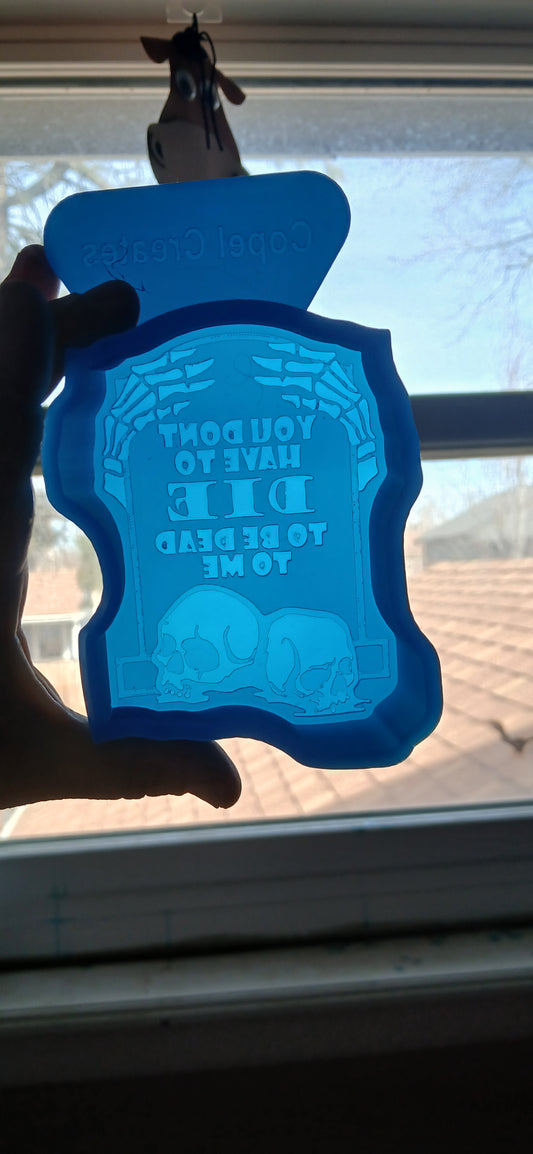 Copel Creates
YOU DONT
HAVE TO
DIE
TO BE DEAD
TO ME